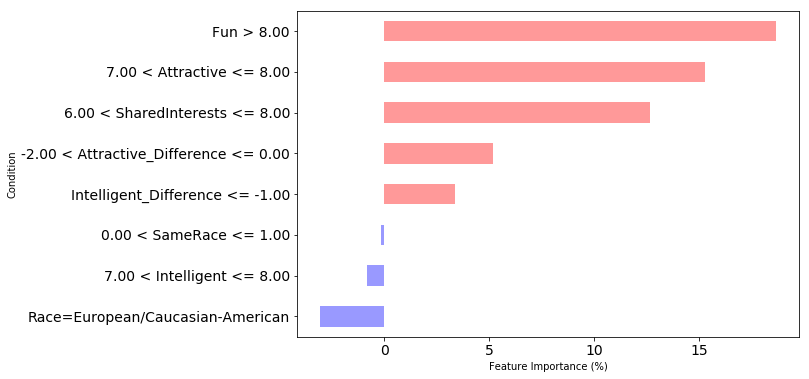 Fun > 8.00
7.00 < Attractive <= 8.00
6.00 < SharedInterests <= 8.00
-2.00 < Attractive_Difference <= 0.00
Intelligent_Difference <= -1.00
0.00 < SameRace <= 1.00
7.00 < Intelligent <= 8.00
Race=European/Caucasian-American
Condition
0 5 10 15
Feature Importance (%)